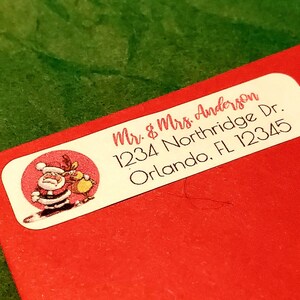 Mr. & Mrs. Anderson
1234 Northridge Dr.
Orlando, FL 12345